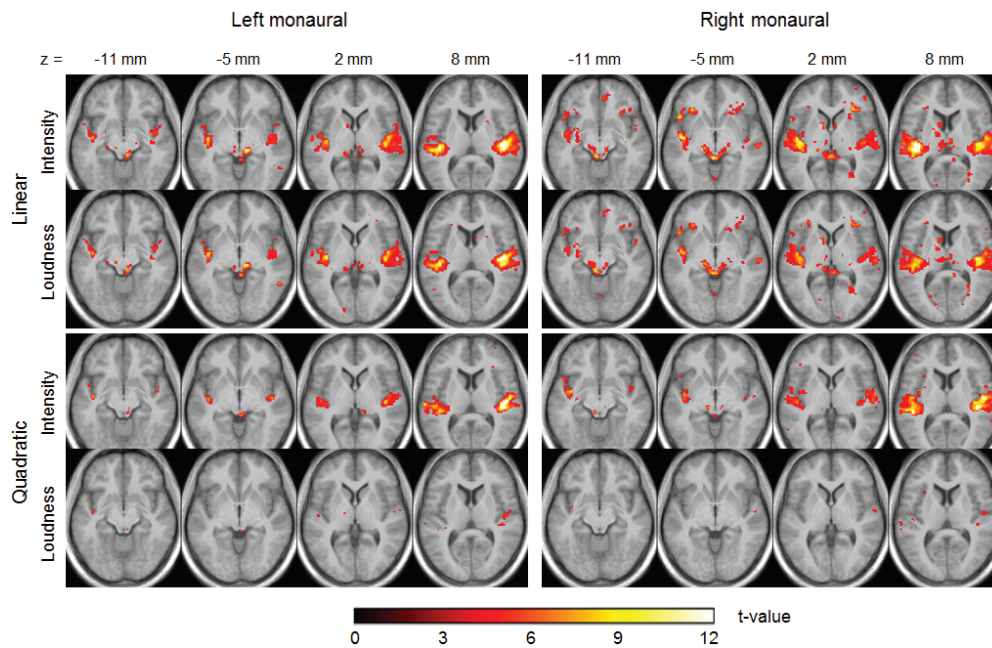 Left monaural Right monaural
z = -11 mm -5 mm 2 mm 8 mm -11 mm -5 mm 2 mm 8 mm
Linear
Intensity
Loudness
Quadratic
Intensity
Loudness
t-value
0 3 6 9 12